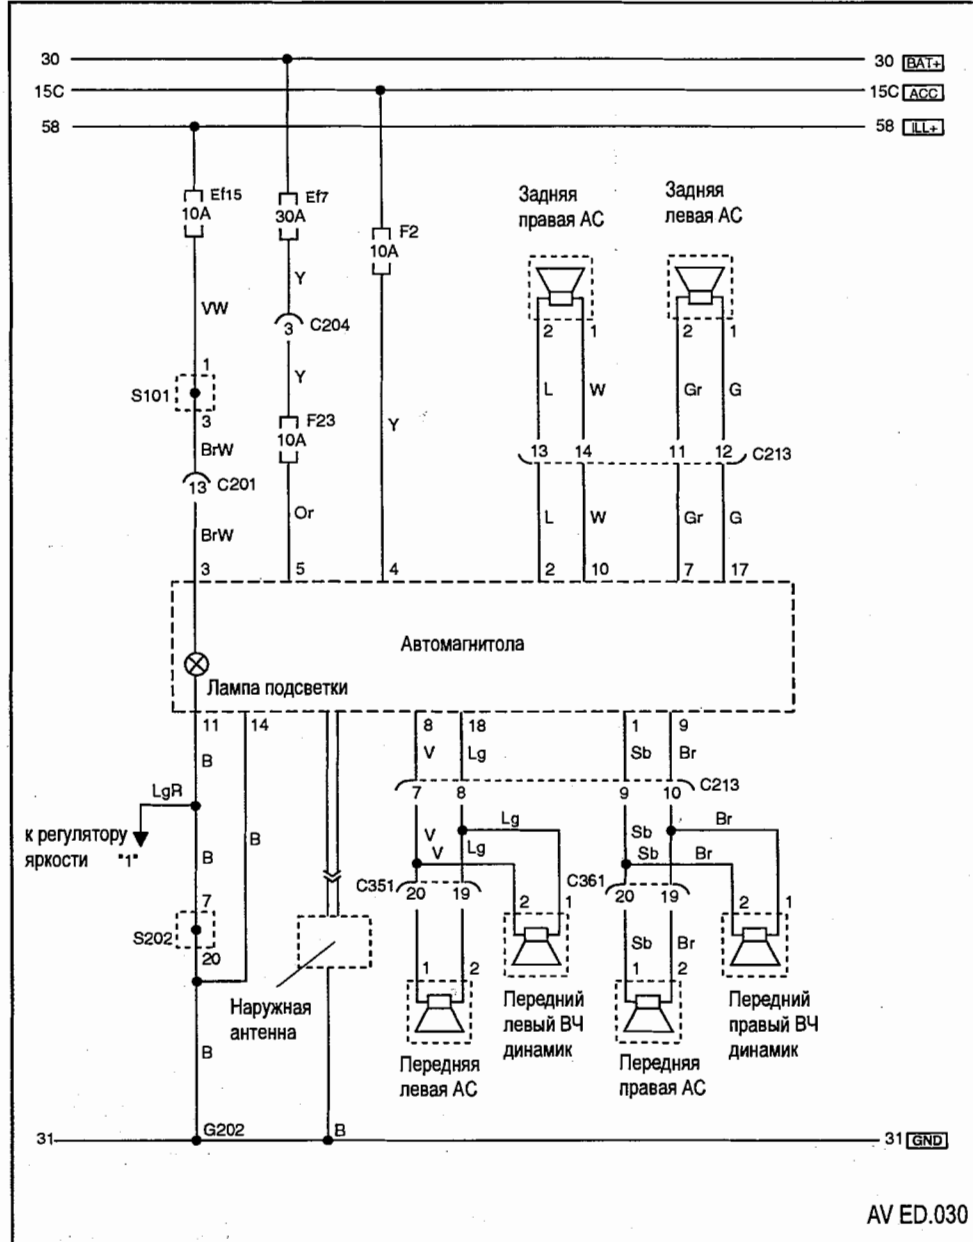 30
30 BAT+
15C
15C ACC
58
58 ILL+
Ef15
10A
Ef7
30A
F2
10A
Задняя
правая АС
Задняя
левая АС
Y
VW
3 C204
2 1 2 1
1
S101
3
Y
F23
10A
Y
L W Gr G
BrW
13 C201
13 14 11 12 C213
BrW
Or
L W Gr G
3 5 4 2 10 7 17
Автомагнитола
Лампа подсветки
11 14 8 18 1 9
B
V Lg Sb Br
C213
7 8 9 10
LgR
к регулятору
яркости "1"
B
B
V Lg Sb Br
V Lg Sb Br
C351 20 19
C361 20 19
2 1 2 1
7
S202
20
Sb Br
1 2 1 2
Наружная
антенна
Передний
левый ВЧ
динамик
Передний
правый ВЧ
динамик
B
Передняя
левая АС
Передняя
правая АС
31
G202
B
31 GND
AV ED.030